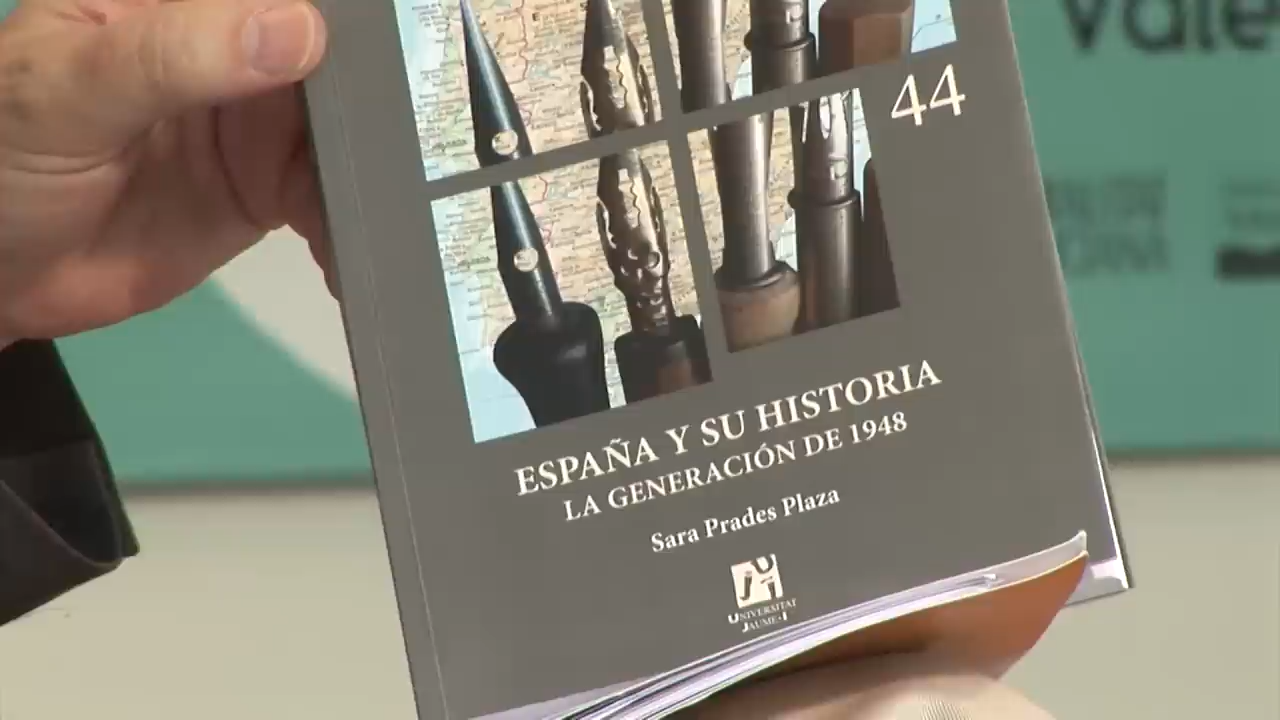 44
ESPAÑA Y SU HISTORIA
LA GENERACIÓN DE 1948
Sara Prades Plaza
UNIVERSITAT
JAUME·I